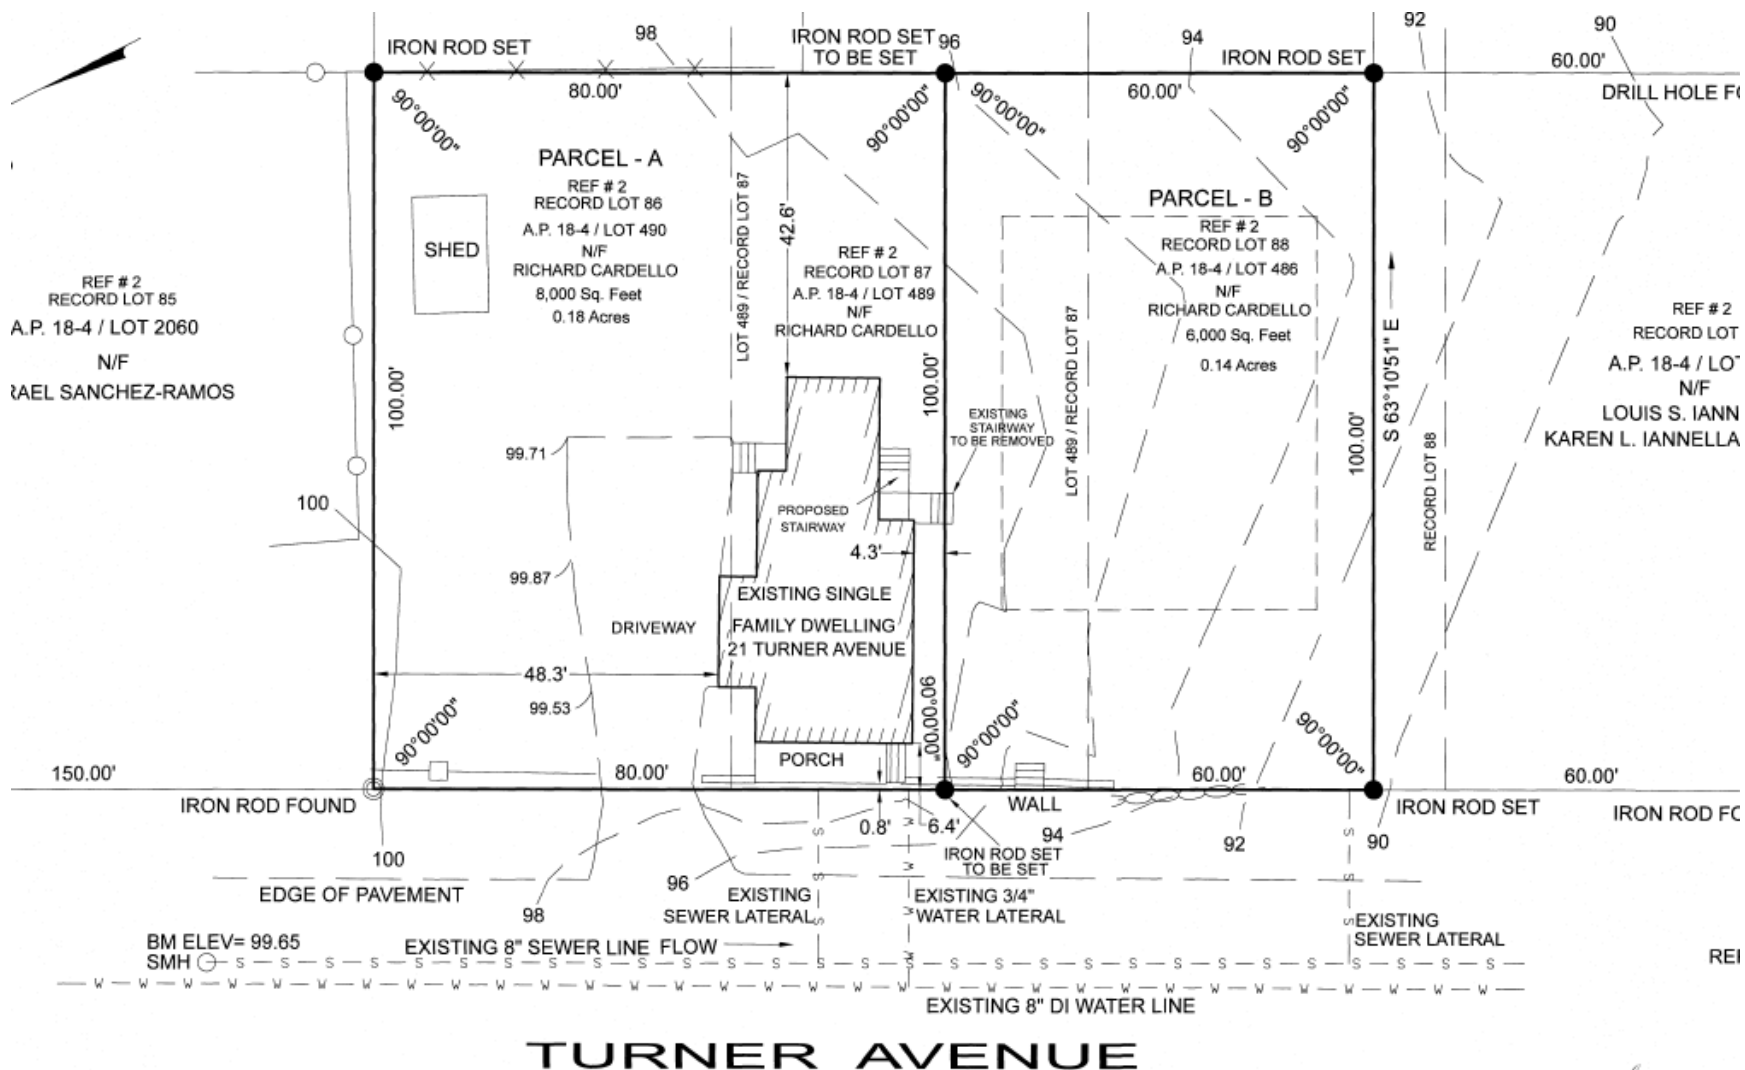 98
IRON ROD SET
IRON ROD SET
TO BE SET
96
94
IRON ROD SET
92
90
60.00'
DRILL HOLE FO
80.00'
60.00'
90°00'00"
90°00'00"
90°00'00"
90°00'00"
PARCEL - A
REF # 2
RECORD LOT 86
A.P. 18-4 / LOT 490
N/F
RICHARD CARDELLO
8,000 Sq. Feet
0.18 Acres
SHED
LOT 489 / RECORD LOT 87
42.6'
REF # 2
RECORD LOT 87
A.P. 18-4 / LOT 489
N/F
RICHARD CARDELLO
PARCEL - B
REF # 2
RECORD LOT 88
A.P. 18-4 / LOT 486
N/F
RICHARD CARDELLO
6,000 Sq. Feet
0.14 Acres
REF # 2
RECORD LOT 85
A.P. 18-4 / LOT 2060
N/F
RAEL SANCHEZ-RAMOS
REF # 2
RECORD LOT
A.P. 18-4 / LOT
N/F
LOUIS S. IANN
KAREN L. IANNELLA
100.00'
100.00'
LOT 489 / RECORD LOT 87
100.00'
S 63°10'51" E
RECORD LOT 88
EXISTING
STAIRWAY
TO BE REMOVED
99.71
100
PROPOSED
STAIRWAY
4.3'
99.87
EXISTING SINGLE
FAMILY DWELLING
21 TURNER AVENUE
DRIVEWAY
48.3'
99.53
90°00'00"
90°00'00"
90°00'00"
90°00'00"
PORCH
150.00'
80.00'
60.00'
60.00'
IRON ROD FOUND
WALL
IRON ROD SET
IRON ROD FO
0.8'
6.4'
94
92
90
IRON ROD SET
TO BE SET
100
96
98
EDGE OF PAVEMENT
EXISTING
SEWER LATERAL
EXISTING 3/4"
WATER LATERAL
EXISTING
SEWER LATERAL
BM ELEV= 99.65
SMH
EXISTING 8" SEWER LINE FLOW
S S S S S S S S S S S S S S S S S S S S S S S S S S S S S
REF
W W W W W W W W W W W W W W W W W W W W W W W W W W W W W W W W
EXISTING 8" DI WATER LINE
TURNER AVENUE